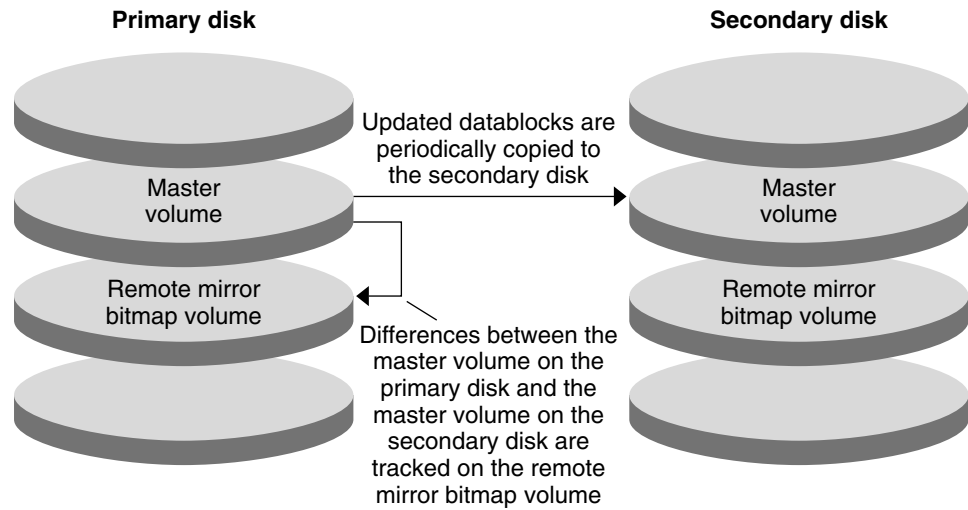 Primary disk
Secondary disk
Updated datablocks are
periodically copied to
the secondary disk
Master
volume
Master
volume
Remote mirror
bitmap volume
Remote mirror
bitmap volume
Differences between the
master volume on the
primary disk and the
master volume on the
secondary disk are
tracked on the remote
mirror bitmap volume